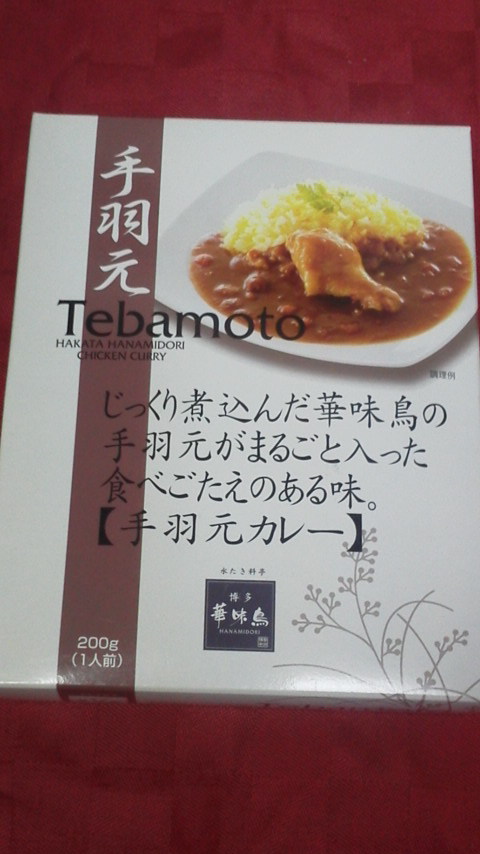 手羽元
Tebamoto
HAKATA HANAMIDORI
CHICKEN CURRY
調理例
じっくり煮込んだ華味鳥の
手羽元がまるごと入った
食べごたえのある味。
【手羽元カレー】
水たき料亭
博多
華味鳥
HANAMIDORI
200g
(1人前)